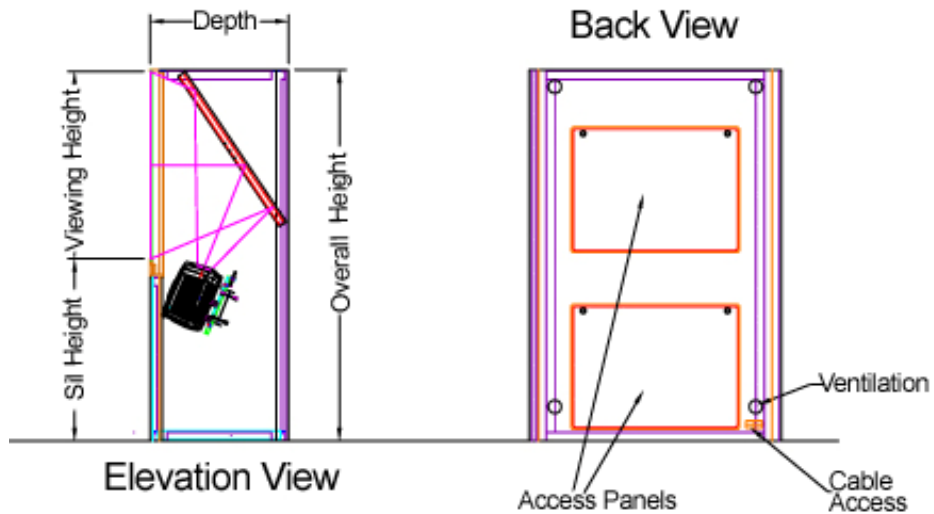 Depth
Back View
Viewing Height
Sil Height
Overall Height
Elevation View
Ventilation
Cable
Access
Access Panels